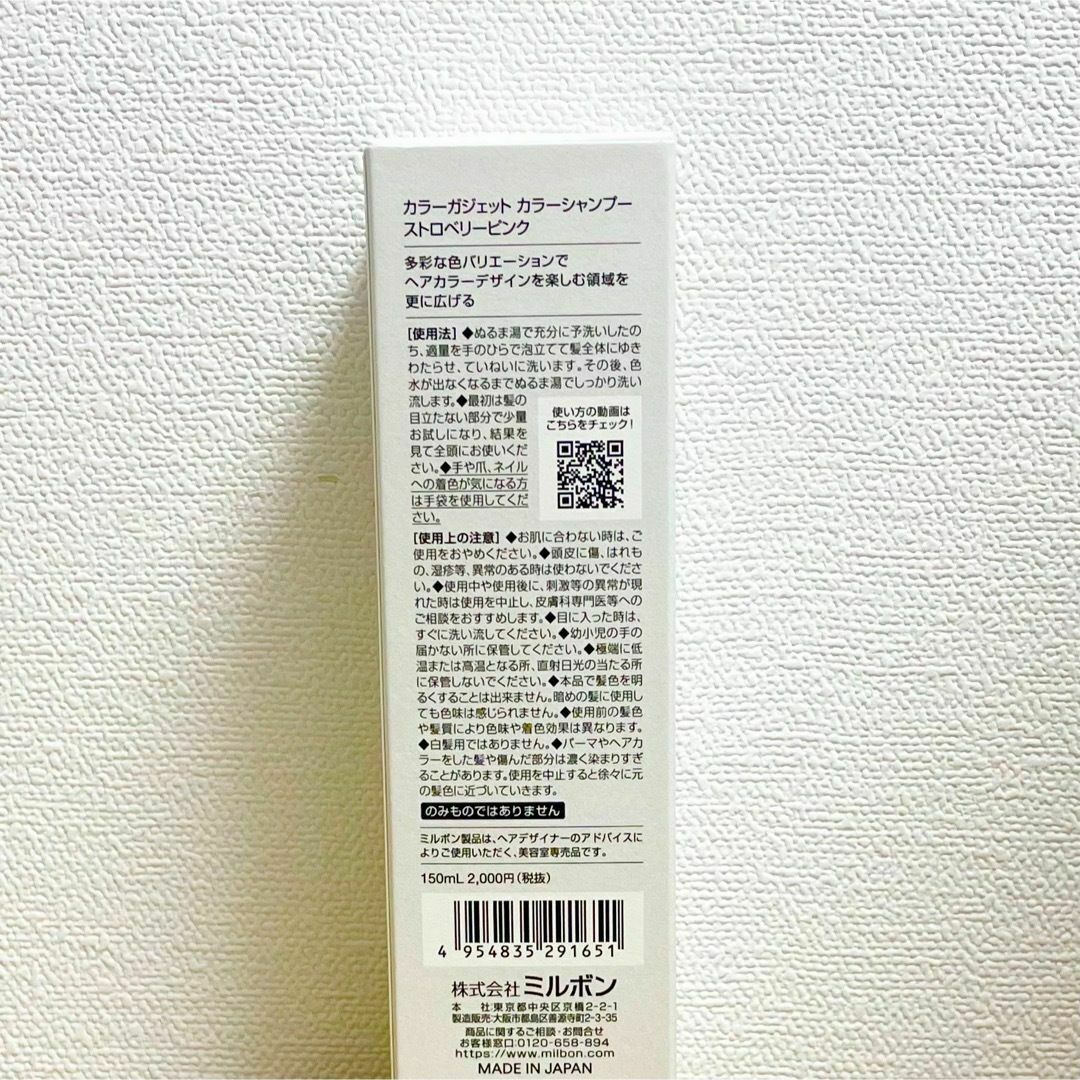 カラーガジェット カラーシャンプー
ストロベリーピンク
多彩な色バリエーションで
ヘアカラーデザインを楽しむ領域を
更に広げる
[使用法] ◆ぬるま湯で充分に予洗いしたの
ち、適量を手のひらで泡立てて髪全体にゆき
わたらせ、ていねいに洗います。その後、色
水が出なくなるまでぬるま湯でしっかり洗い
流します。◆最初は髪の
目立たない部分で少量
お試しになり、結果を
見て全頭にお使いくだ
さい。◆手や爪、ネイル
への着色が気になる方
は手袋を使用してくだ
さい。
使い方の動画は
こちらをチェック!
[使用上の注意] ◆お肌に合わない時は、ご
使用をおやめください。◆頭皮に傷、はれも
の、湿疹等、異常のある時は使わないでくださ
い。◆使用中や使用後に、刺激等の異常が現
れた時は使用を中止し、皮膚科専門医等への
ご相談をおすすめします。◆目に入った時は、
すぐに洗い流してください。◆幼小児の手の
届かない所に保管してください。◆極端に低
温または高温となる所、直射日光の当たる所
に保管しないでください。◆本品で髪色を明
るくすることは出来ません。暗めの髪に使用し
ても色味は感じられません。◆使用前の髪色
や髪質により色味や着色効果は異なります。
◆白髪用ではありません。◆パーマやヘアカ
ラーをした髪や傷んだ部分は濃く染まりすぎ
ることがあります。使用を中止すると徐々に元
の髪色に近づいていきます。
のみものではありません
ミルボン製品は、ヘアデザイナーのアドバイスに
よりご使用いただく、美容室専売品です。
150mL 2,000円(税抜)
4 954835 291651
株式会社 ミルボン
本 社:東京都中央区京橋2-2-1
製造販売:大阪市都島区善源寺町2-3-35
商品に関するご相談・お問合せ
お客様窓口:0120-658-894
https://www.milbon.com
MADE IN JAPAN